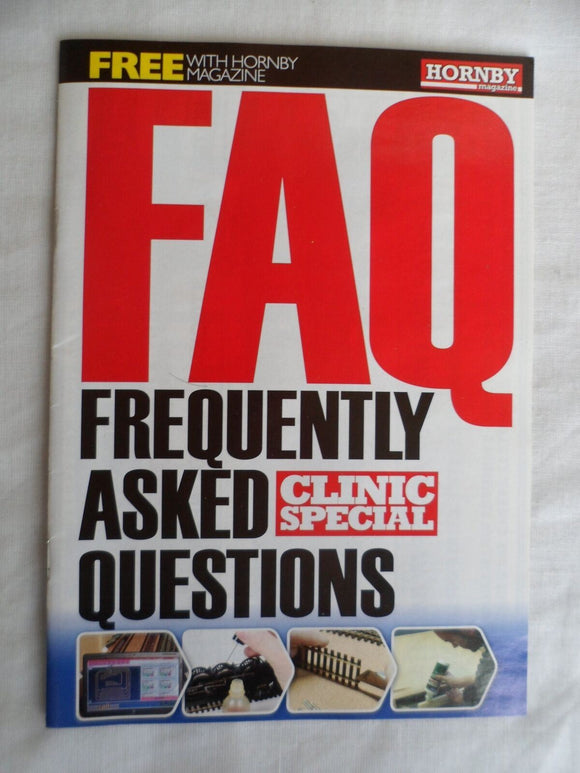 FREE WITH HORNBY
MAGAZINE
HORNBY
magazine
FAQ
FREQUENTLY
ASKED
CLINIC
SPECIAL
QUESTIONS